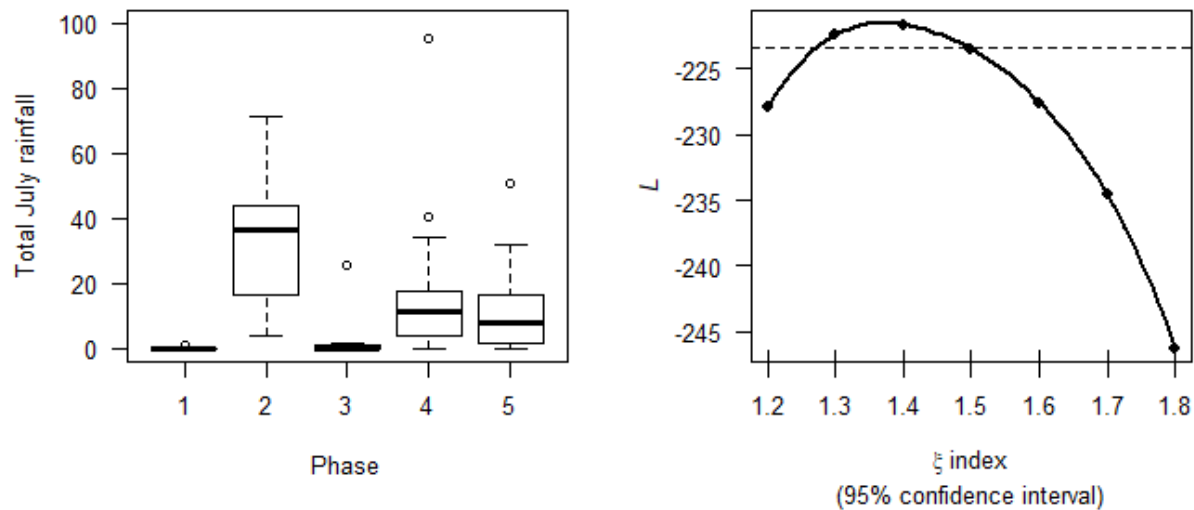 Total July rainfall
100
80
60
40
20
0
1 2 3 4 5
Phase
L
-225
-230
-235
-240
-245
1.2 1.3 1.4 1.5 1.6 1.7 1.8
ξ index
(95% confidence interval)